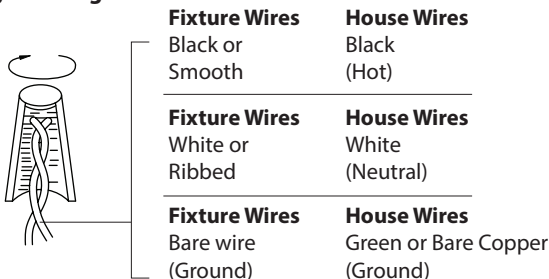 Fixture Wires House Wires
Black or Black
Smooth (Hot)
Fixture Wires House Wires
White or White
Ribbed (Neutral)
Fixture Wires House Wires
Bare wire Green or Bare Copper
(Ground) (Ground)